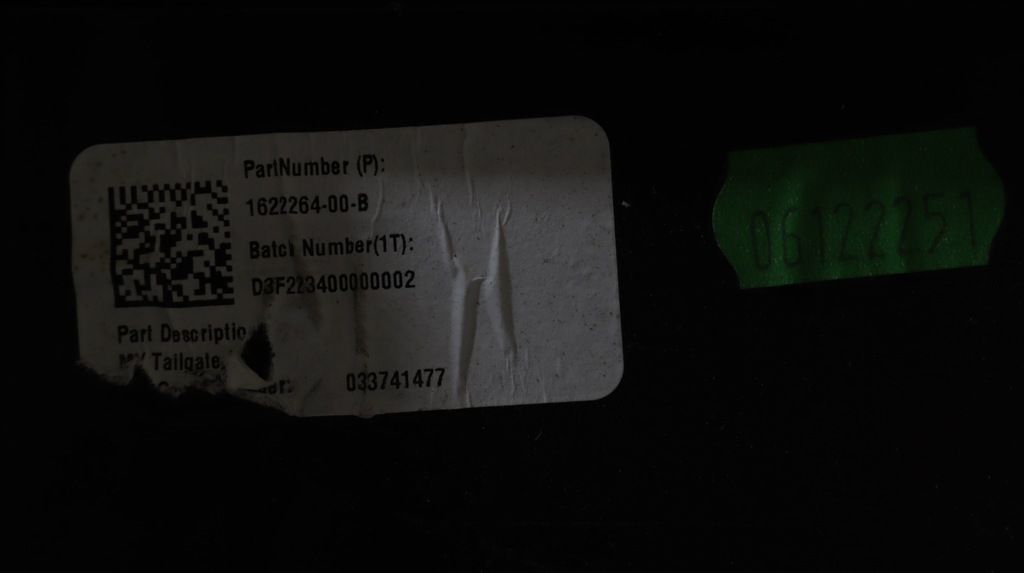 PartNumber (P):
1622264-00-B
Batch Number(1T):
D3F223400000002
Part Descriptio
MY Tailgate,
033741477
06122251